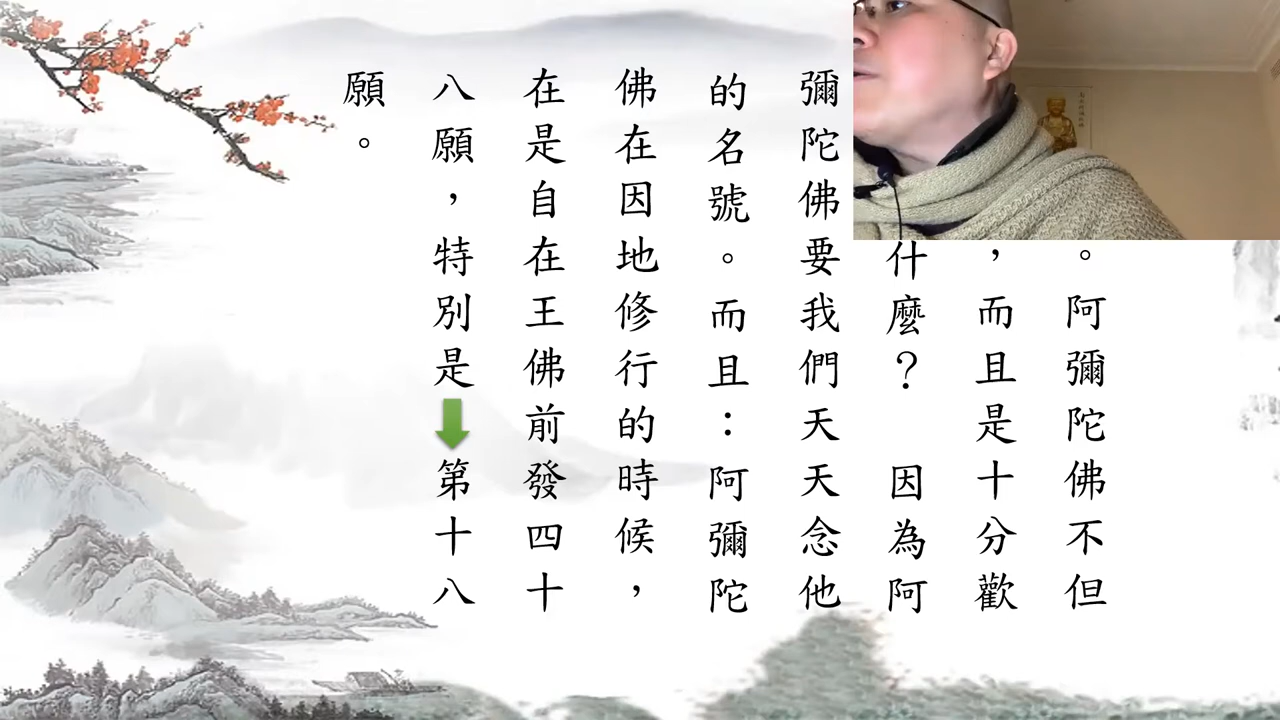 。阿彌陀佛不但
，而且是十分歡
什麼？ 因為阿
彌陀佛要我們天天念他
的名號。而且：阿彌陀
佛在因地修行的時候，
在是自在王佛前發四十
八願，特別是第十八
願。